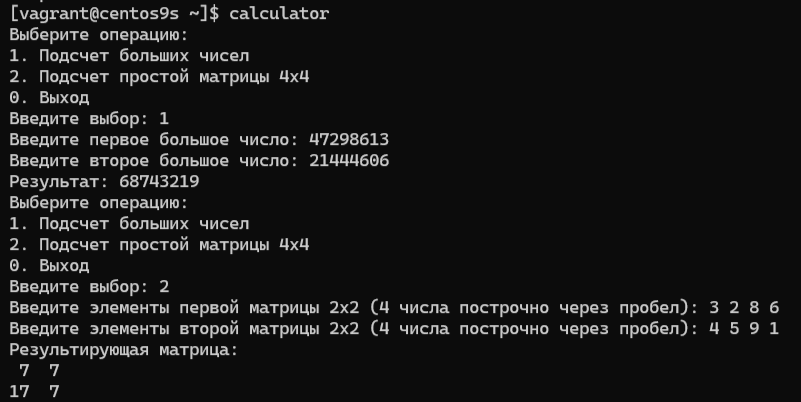 [vagrant@centos9s ~]$ calculator
Выберите операцию:
1. Подсчет больших чисел
2. Подсчет простой матрицы 4x4
0. Выход
Введите выбор: 1
Введите первое большое число: 47298613
Введите второе большое число: 21444606
Результат: 68743219
Выберите операцию:
1. Подсчет больших чисел
2. Подсчет простой матрицы 4x4
0. Выход
Введите выбор: 2
Введите элементы первой матрицы 2x2 (4 числа построчно через пробел): 3 2 8 6
Введите элементы второй матрицы 2x2 (4 числа построчно через пробел): 4 5 9 1
Результирующая матрица:
 7  7
17  7